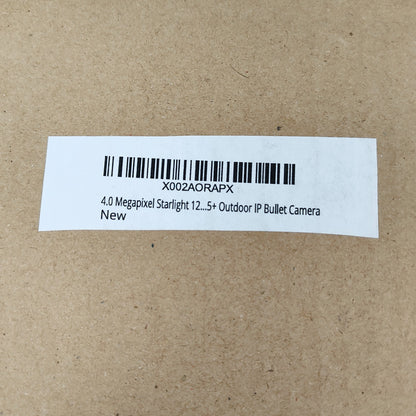 X002AORAPX
4.0 Megapixel Starlight 12...5+ Outdoor IP Bullet Camera
New